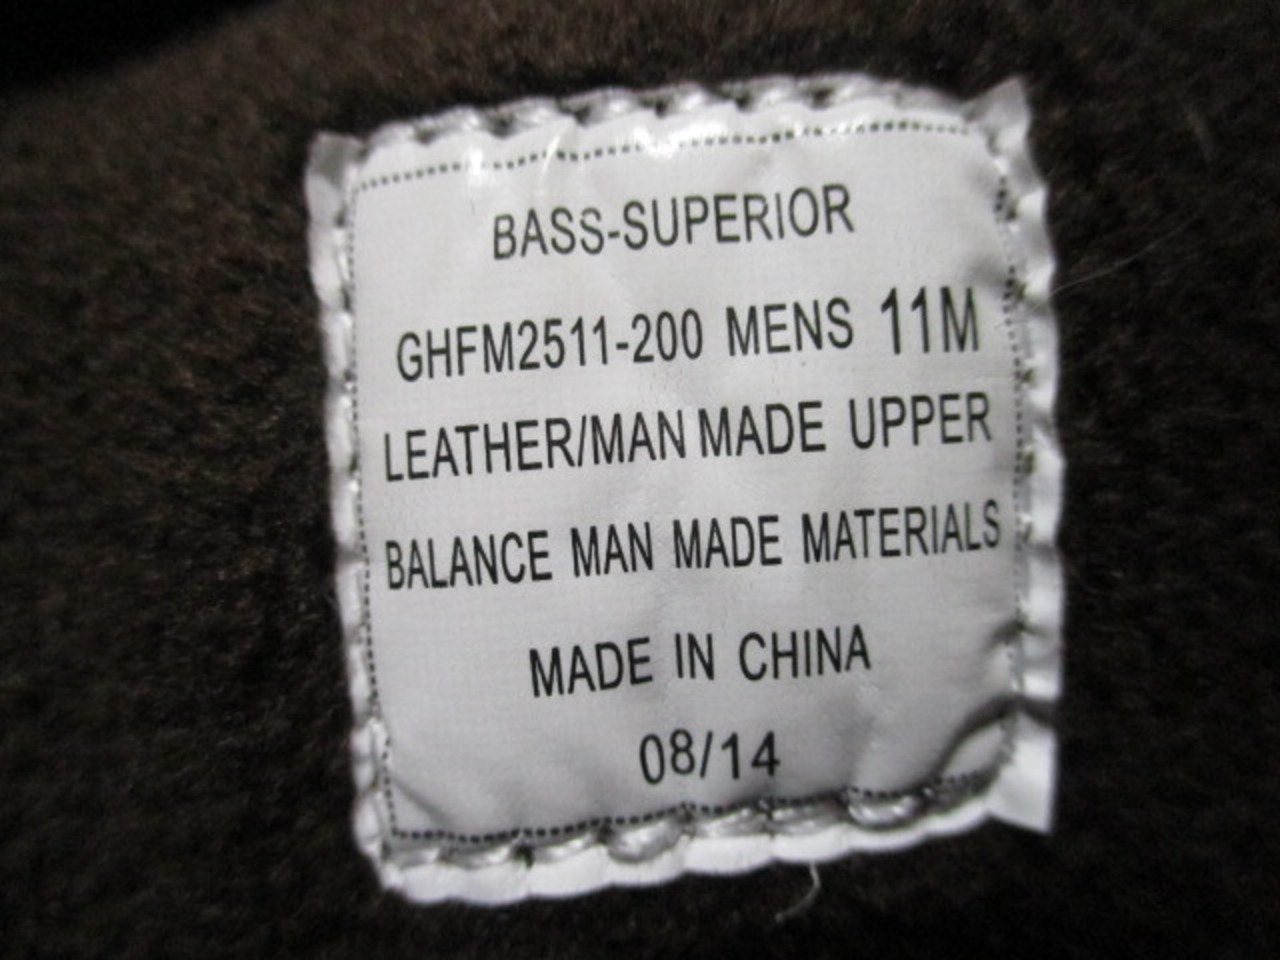 BASS-SUPERIOR
GHFM2511-200 MENS 11M
LEATHER/MAN MADE UPPER
BALANCE MAN MADE MATERIALS
MADE IN CHINA
08/14